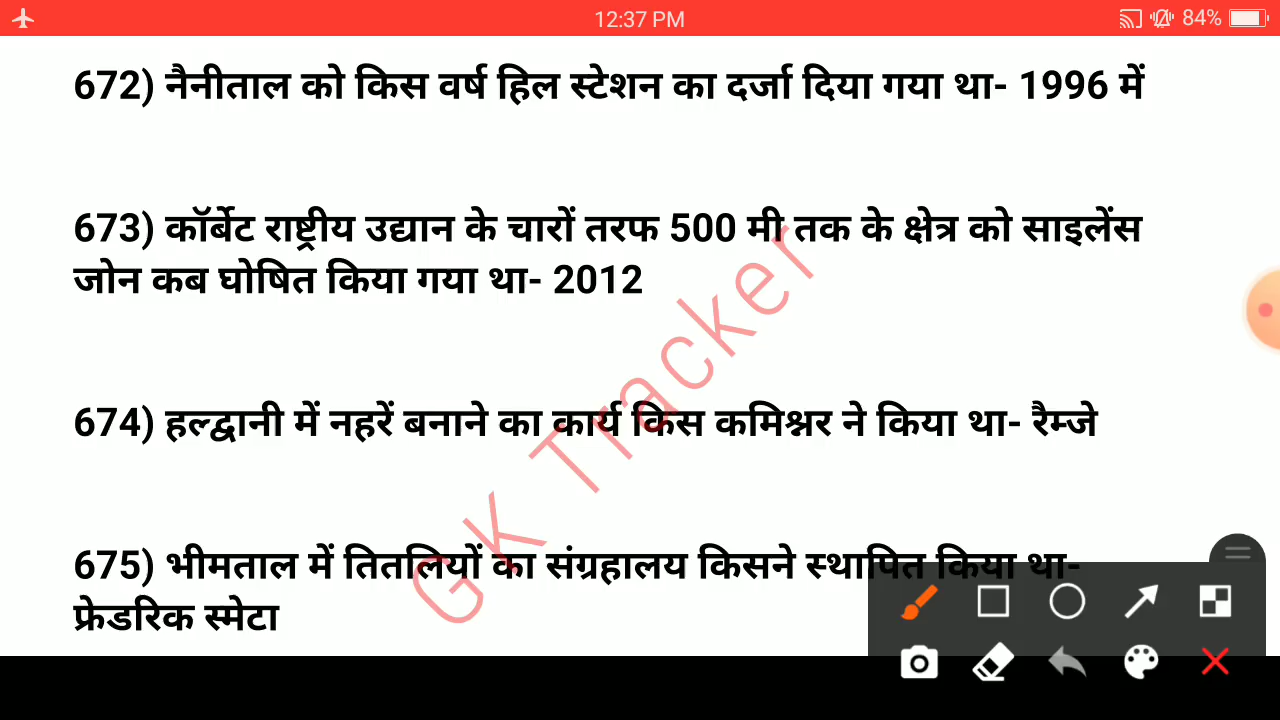 12:37 PM
84%
672) नैनीताल को किस वर्ष हिल स्टेशन का दर्जा दिया गया था- 1996 में
673) कॉर्बेट राष्ट्रीय उद्यान के चारों तरफ 500 मी तक के क्षेत्र को साइलेंस
जोन कब घोषित किया गया था- 2012
674) हल्द्वानी में नहरें बनाने का कार्य किस कमिश्नर ने किया था- रैम्जे
675) भीमताल में तितलियों का संग्रहालय किसने स्थापित किया था-
फ्रेडरिक स्मेटा
GK Tracker